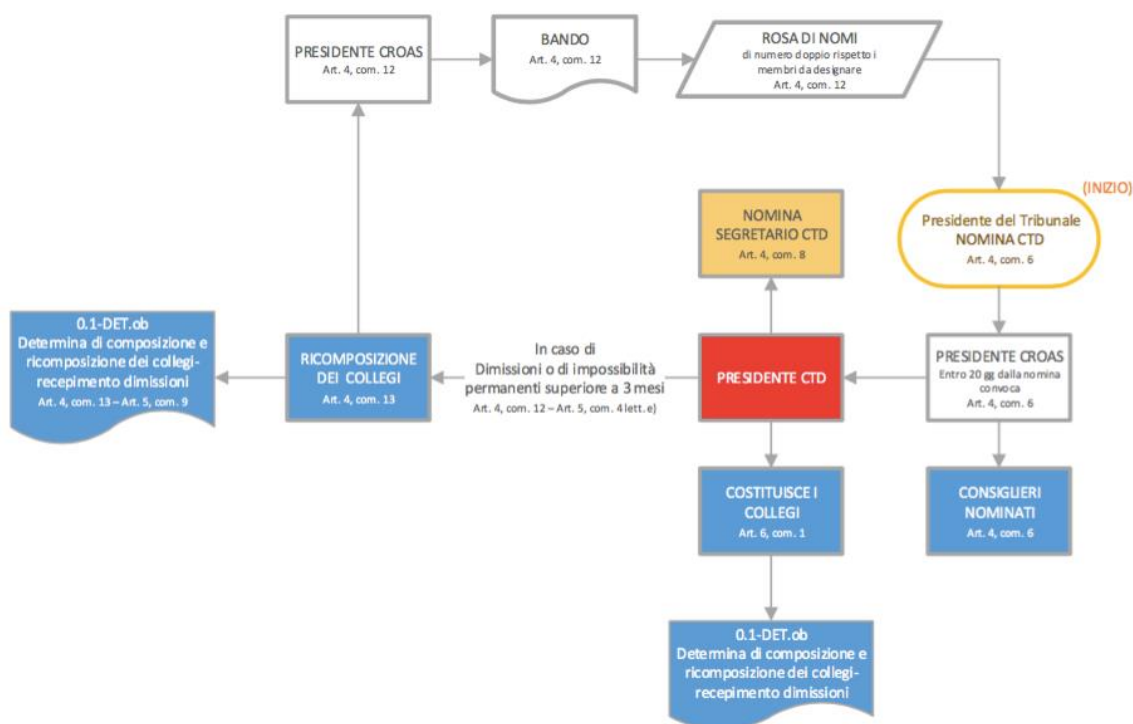 PRESIDENTE CROAS
Art. 4, com. 12
BANDO
Art. 4, com. 12
ROSA DI NOMI
di numero doppio rispetto i
membri da designare
Art. 4, com. 12
(INIZIO)
Presidente del Tribunale
NOMINA CTD
Art. 4, com. 6
NOMINA
SEGRETARIO CTD
Art. 4, com. 8
0.1-DET.ob
Determina di composizione e
ricomposizione dei collegi-
recepimento dimissioni
Art. 4, com. 13 – Art. 5, com. 9
RICOMPOSIZIONE
DEI COLLEGI
Art. 4, com. 13
In caso di
Dimissioni o di impossibilità
permanenti superiore a 3 mesi
Art. 4, com. 12 – Art. 5, com. 4 lett. e)
PRESIDENTE CTD
PRESIDENTE CROAS
Entro 20 gg dalla nomina
convoca
Art. 4, com. 6
COSTITUISCE I
COLLEGI
Art. 6, com. 1
CONSIGLIERI
NOMINATI
Art. 4, com. 6
0.1-DET.ob
Determina di composizione e
ricomposizione dei collegi-
recepimento dimissioni